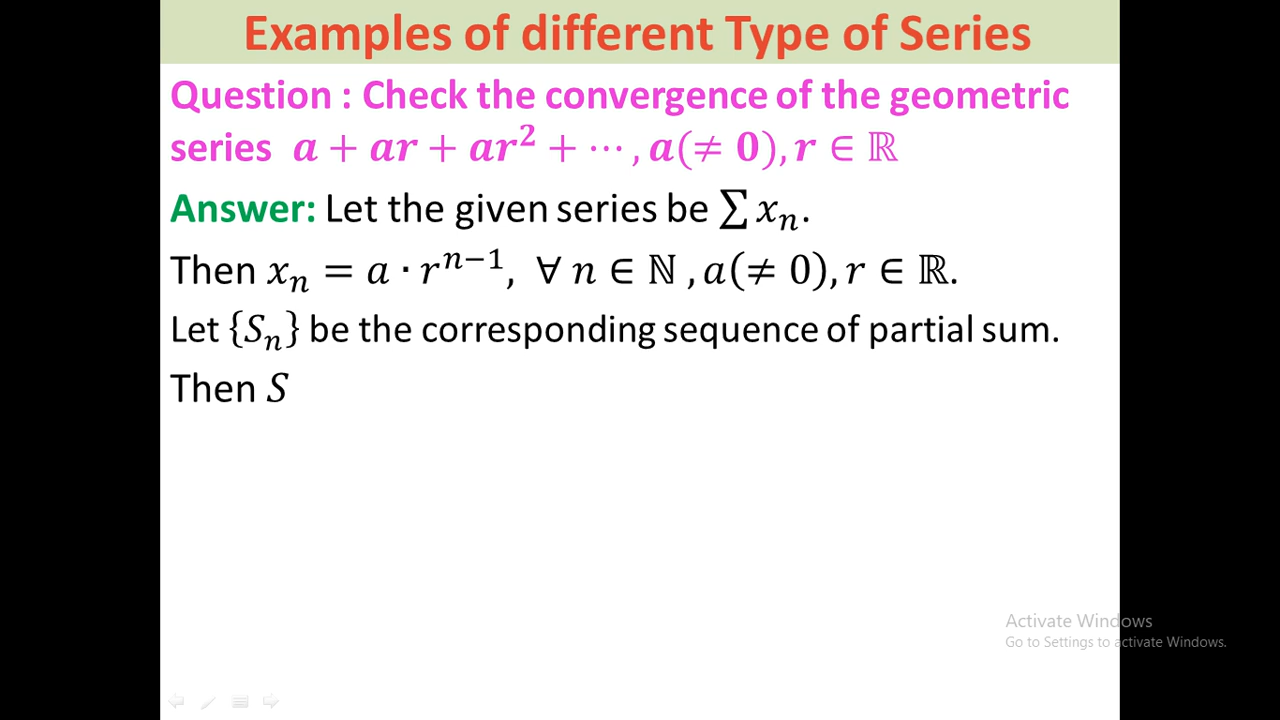 Examples of different Type of Series
Question : Check the convergence of the geometric
series a + ar + ar² + ⋯ , a(≠ 0), r ∈ ℝ
Answer: Let the given series be ∑ xₙ.
Then xₙ = a · rⁿ⁻¹, ∀ n ∈ ℕ , a(≠ 0), r ∈ ℝ.
Let {Sₙ} be the corresponding sequence of partial sum.
Then S
Activate Windows
Go to Settings to activate Windows.